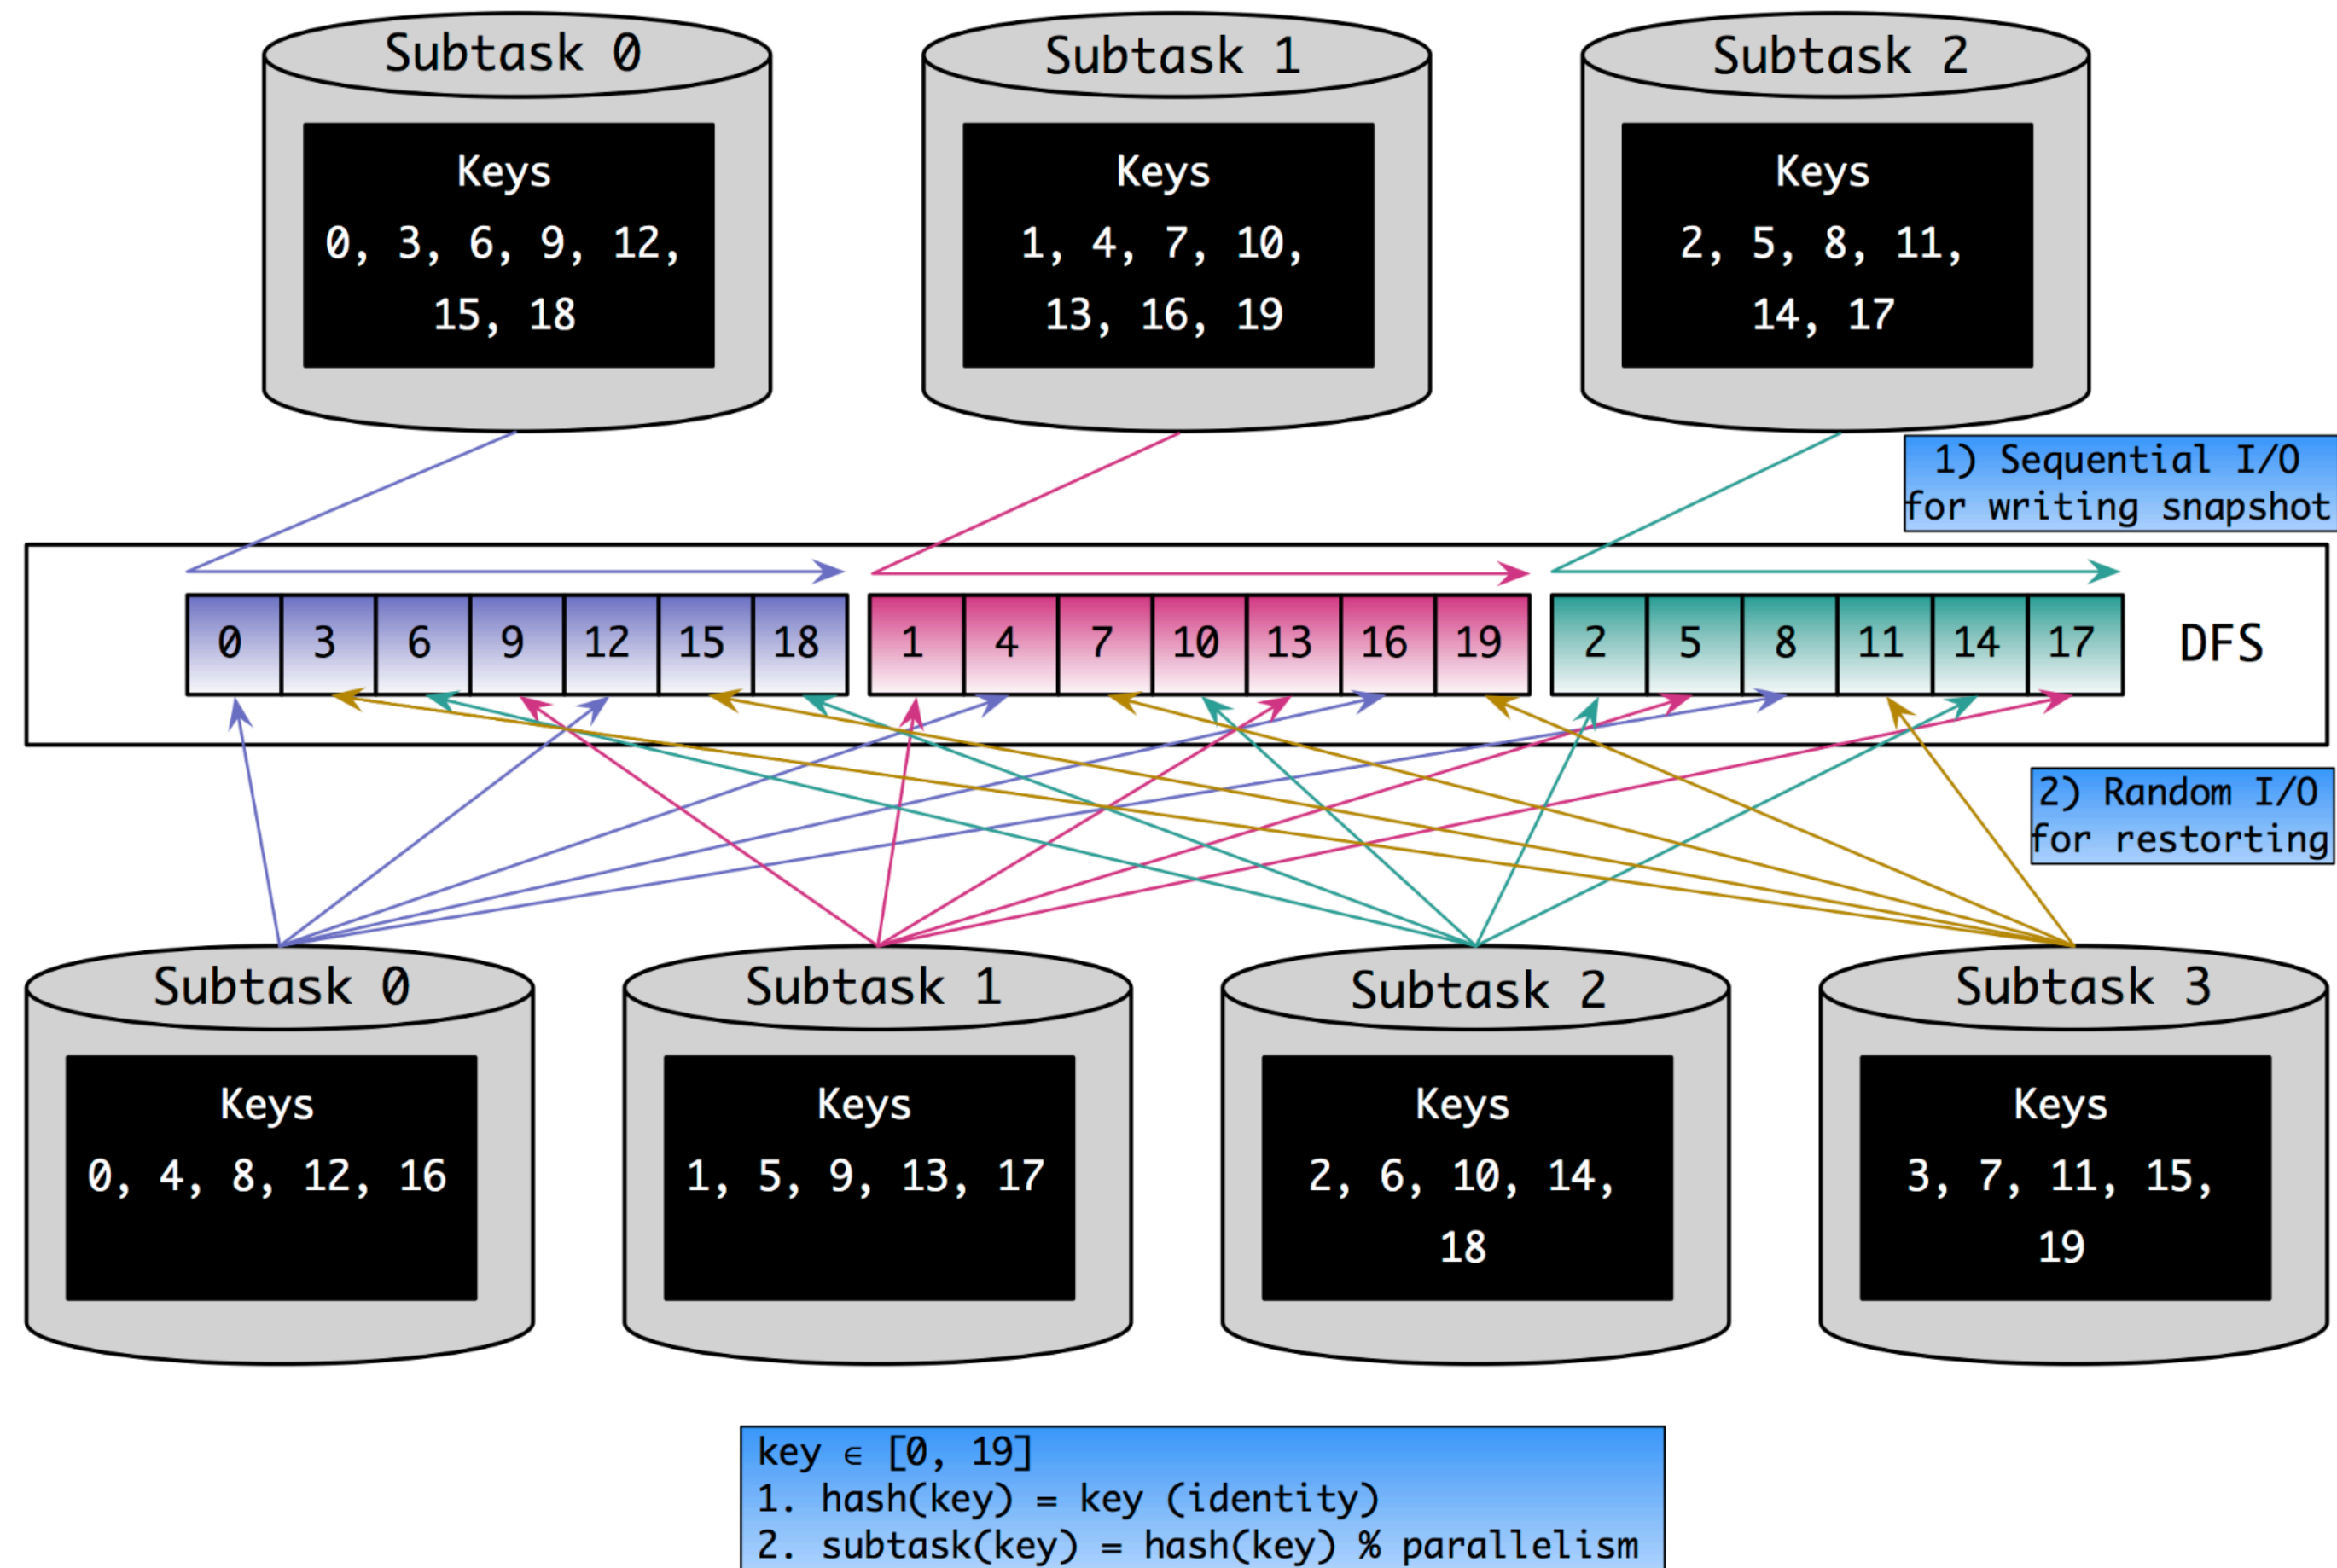 Subtask 0
Keys
0, 3, 6, 9, 12,
15, 18
Subtask 1
Keys
1, 4, 7, 10,
13, 16, 19
Subtask 2
Keys
2, 5, 8, 11,
14, 17
1) Sequential I/O
for writing snapshot
0 3 6 9 12 15 18 1 4 7 10 13 16 19 2 5 8 11 14 17 DFS
2) Random I/O
for restorting
Subtask 0
Keys
0, 4, 8, 12, 16
Subtask 1
Keys
1, 5, 9, 13, 17
Subtask 2
Keys
2, 6, 10, 14,
18
Subtask 3
Keys
3, 7, 11, 15,
19
key ∈ [0, 19]
1. hash(key) = key (identity)
2. subtask(key) = hash(key) % parallelism